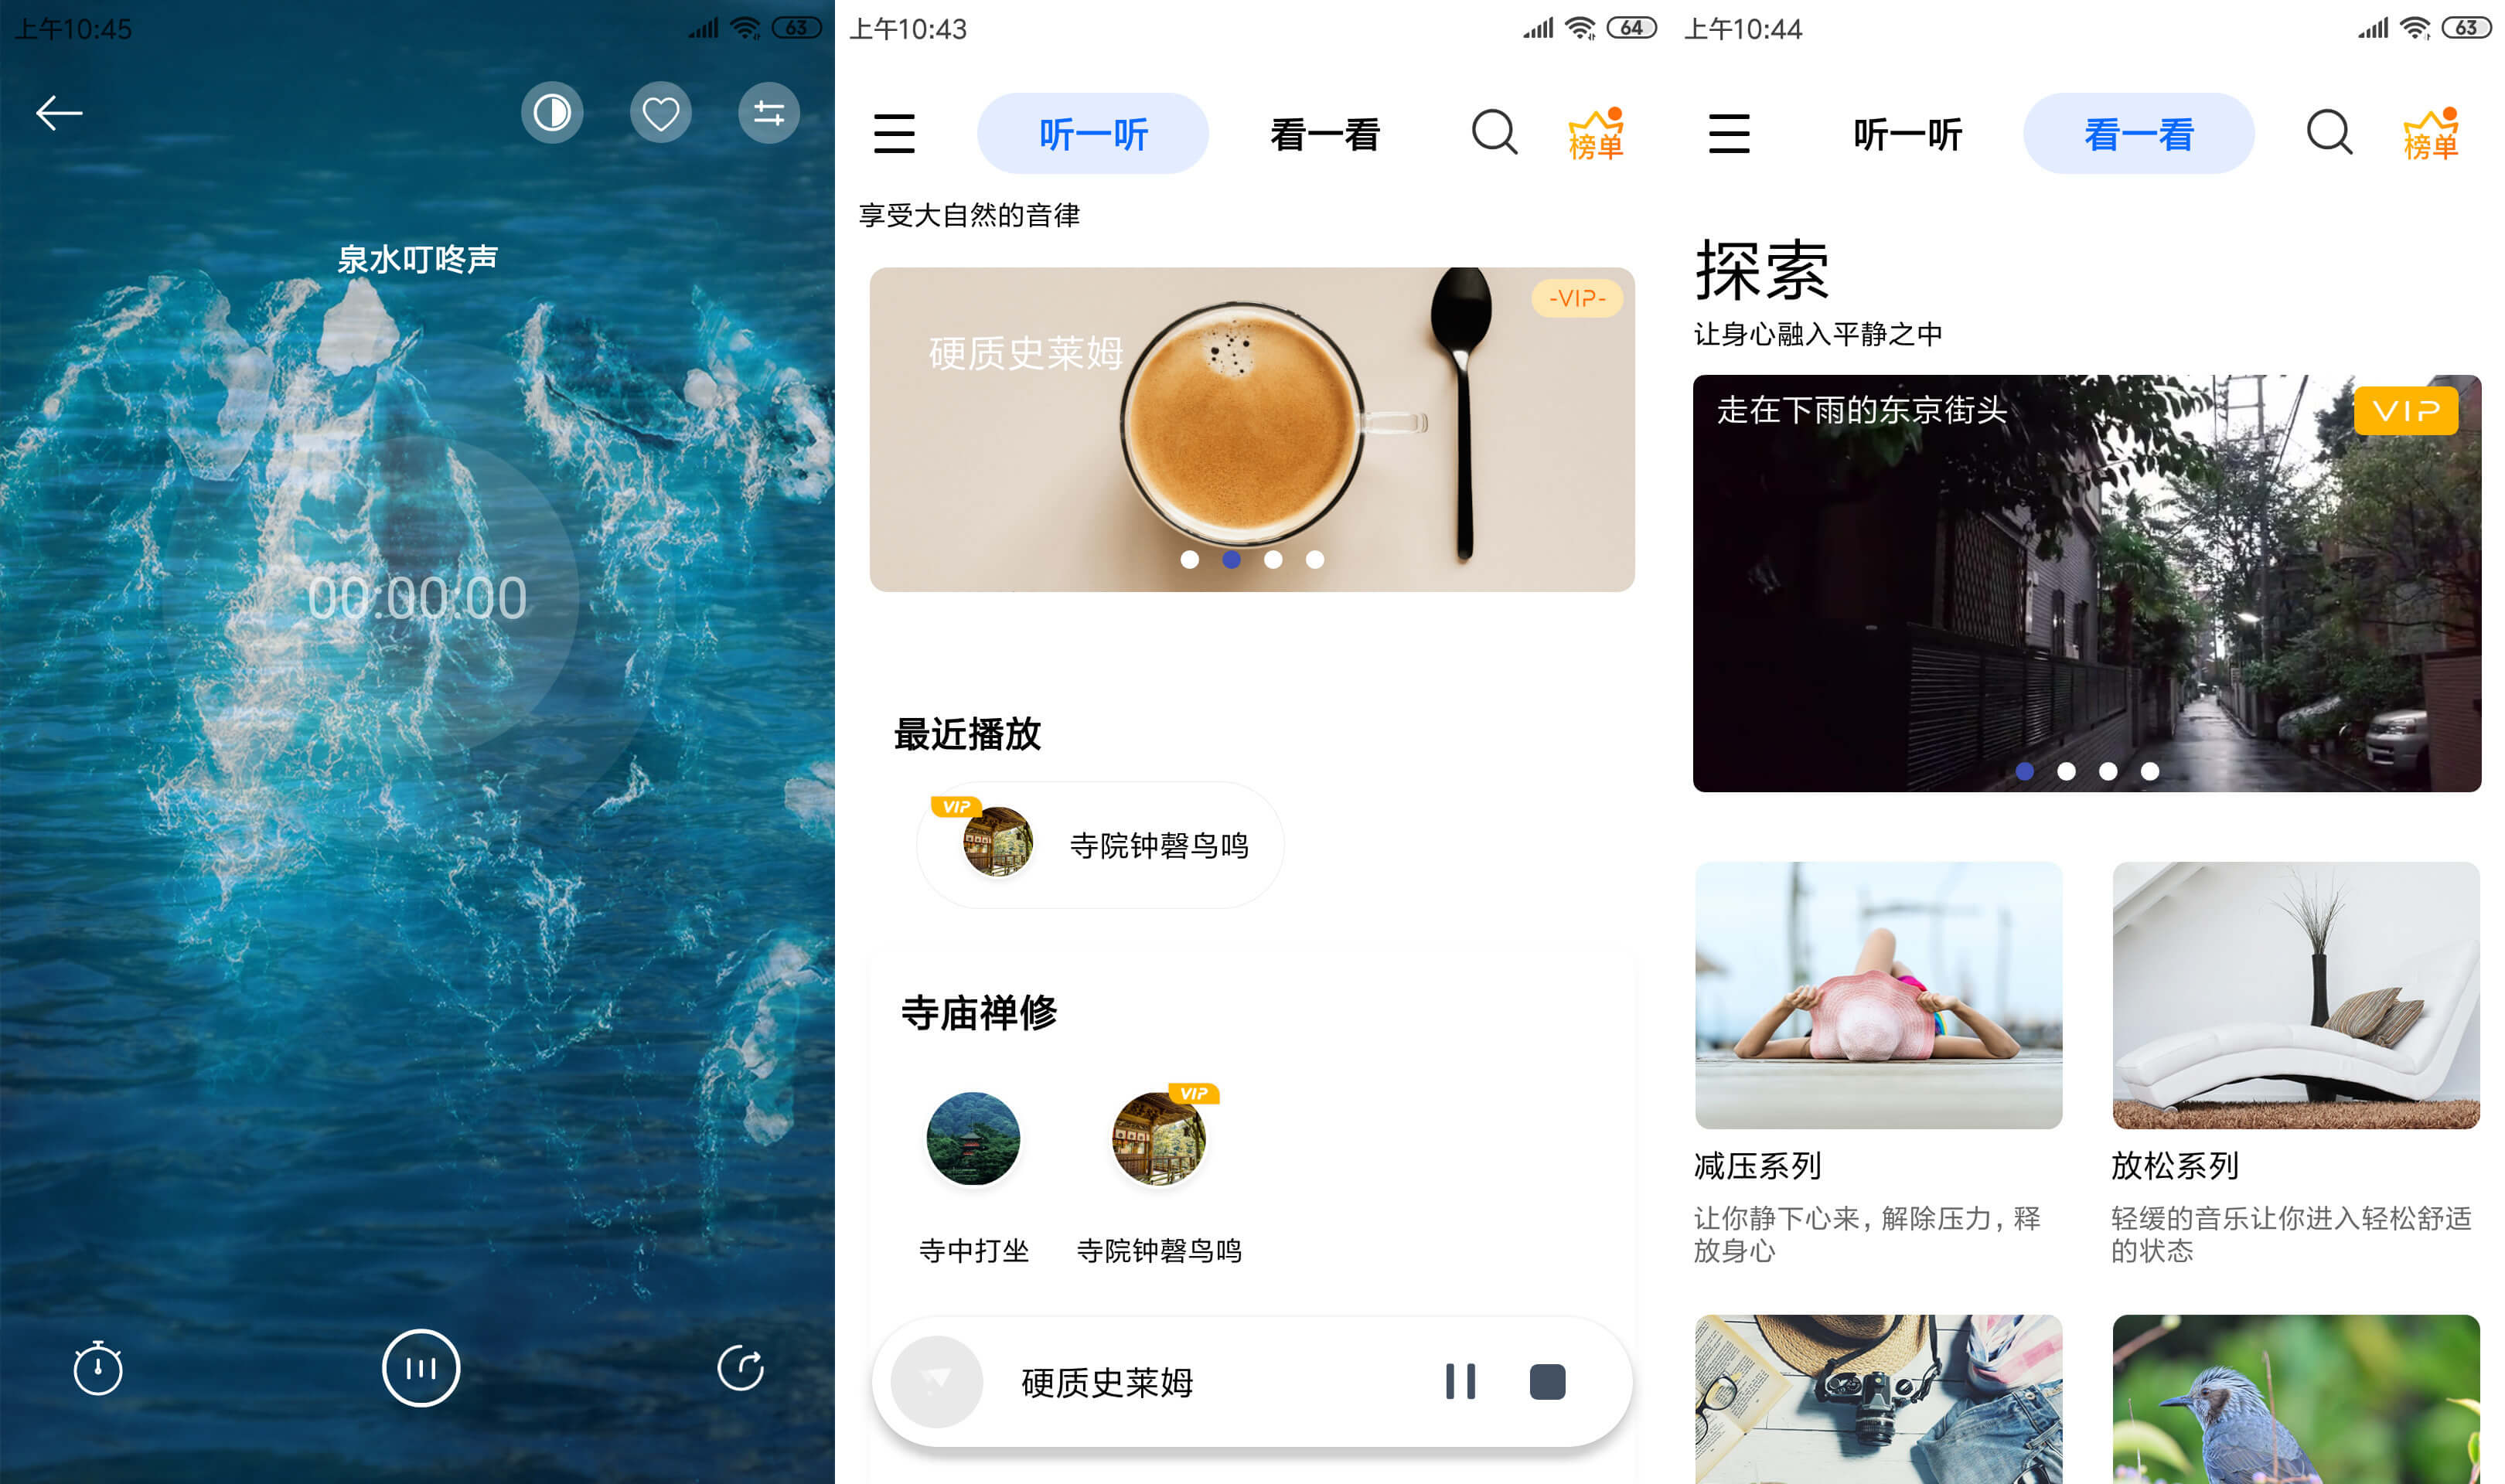 上午10:45
63
泉水叮咚声
00:00:00
上午10:43
64
听一听
看一看
榜单
享受大自然的音律
-VIP-
硬质史莱姆
最近播放
VIP
寺院钟磬鸟鸣
寺庙禅修
VIP
寺中打坐
寺院钟磬鸟鸣
硬质史莱姆
上午10:44
63
听一听
看一看
榜单
探索
让身心融入平静之中
走在下雨的东京街头
VIP
减压系列
让你静下心来，解除压力，释
放身心
放松系列
轻缓的音乐让你进入轻松舒适
的状态